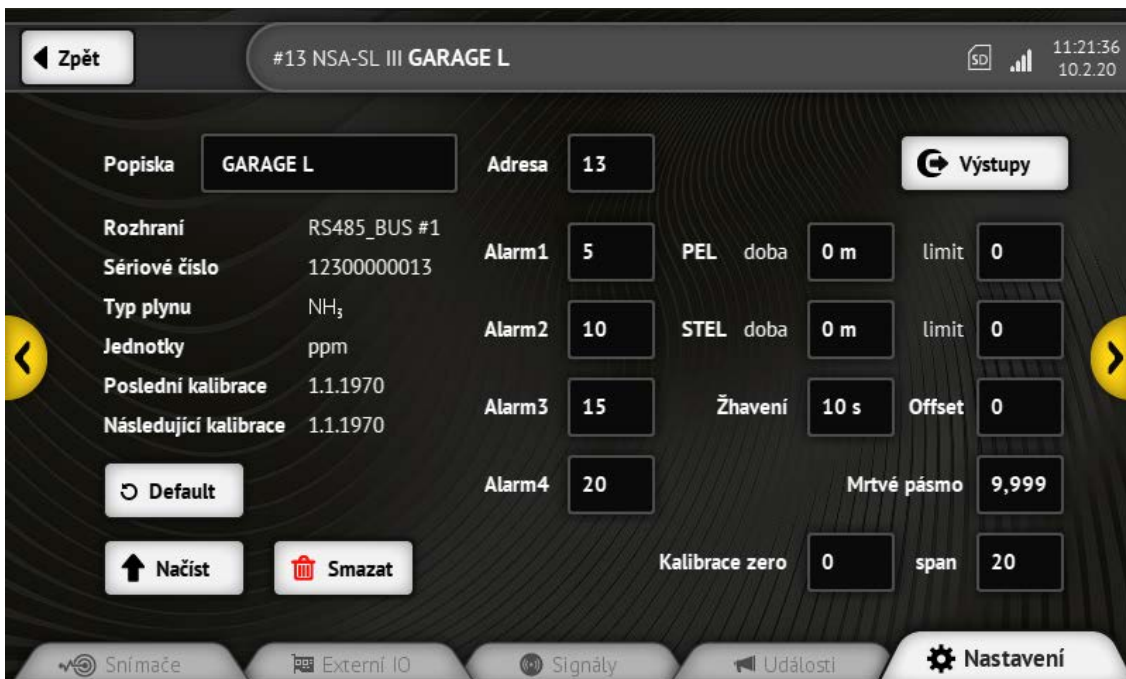 Zpět
#13 NSA-SL III GARAGE L
SD
11:21:36
10.2.20
Popiska GARAGE L Adresa 13 Výstupy
Rozhraní RS485_BUS #1
Sériové číslo 12300000013
Typ plynu NH₃
Jednotky ppm
Poslední kalibrace 1.1.1970
Následující kalibrace 1.1.1970
Alarm1 5 PEL doba 0 m limit 0
Alarm2 10 STEL doba 0 m limit 0
Alarm3 15 Žhavení 10 s Offset 0
Default Alarm4 20 Mrtvé pásmo 9,999
Načíst Smazat Kalibrace zero 0 span 20
Snímače Externí IO Signály Události Nastavení